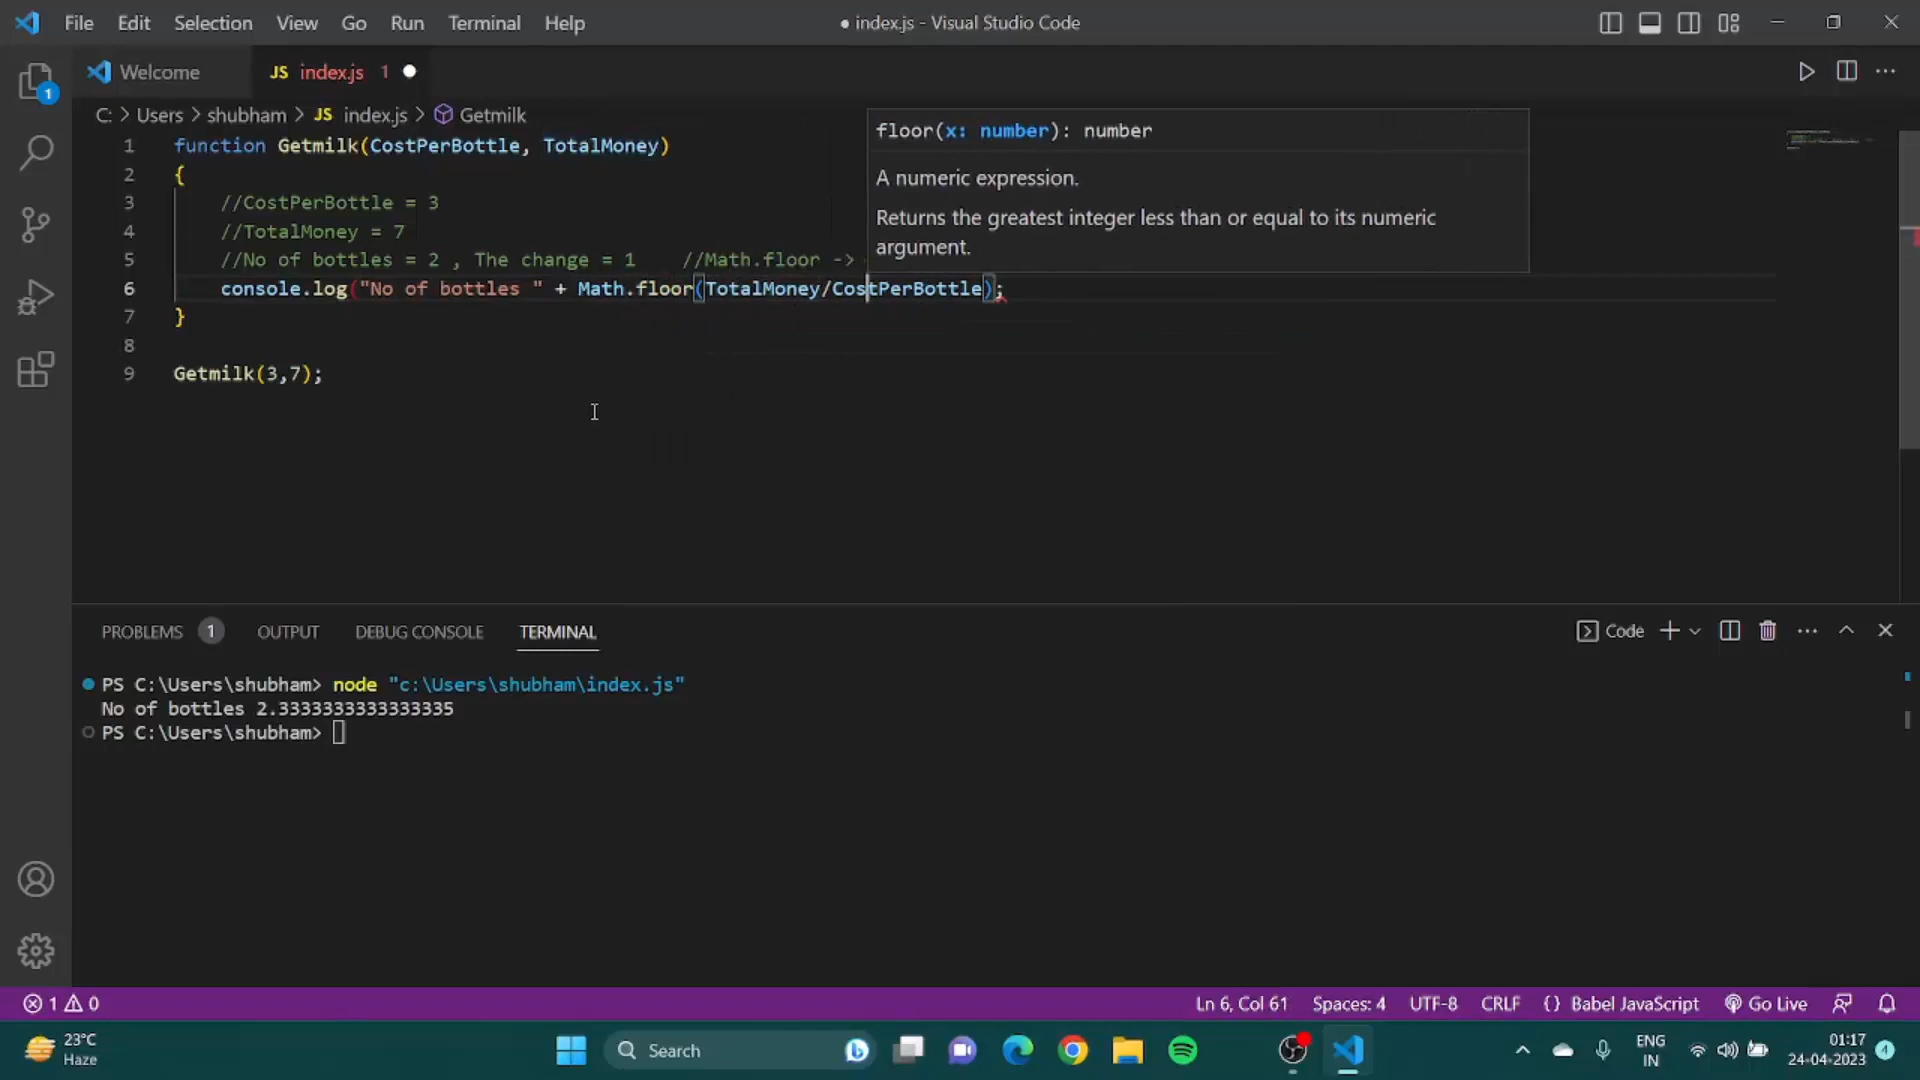 File Edit Selection View Go Run Terminal Help ● index.js - Visual Studio Code
Welcome JS index.js 1
1
C: > Users > shubham > JS index.js > Getmilk
floor(x: number): number
A numeric expression.
Returns the greatest integer less than or equal to its numeric
argument.
1 function Getmilk(CostPerBottle, TotalMoney)
2 {
3 //CostPerBottle = 3
4 //TotalMoney = 7
5 //No of bottles = 2 , The change = 1 //Math.floor ->
6 console.log("No of bottles " + Math.floor(TotalMoney/CostPerBottle);
7 }
8
9 Getmilk(3,7);
PROBLEMS 1 OUTPUT DEBUG CONSOLE TERMINAL Code
PS C:\Users\shubham> node "c:\Users\shubham\index.js"
No of bottles 2.3333333333333335
PS C:\Users\shubham>
1 0 Ln 6, Col 61 Spaces: 4 UTF-8 CRLF {} Babel JavaScript Go Live
23°C
Haze
Search
ENG
IN
01:17
24-04-2023
4